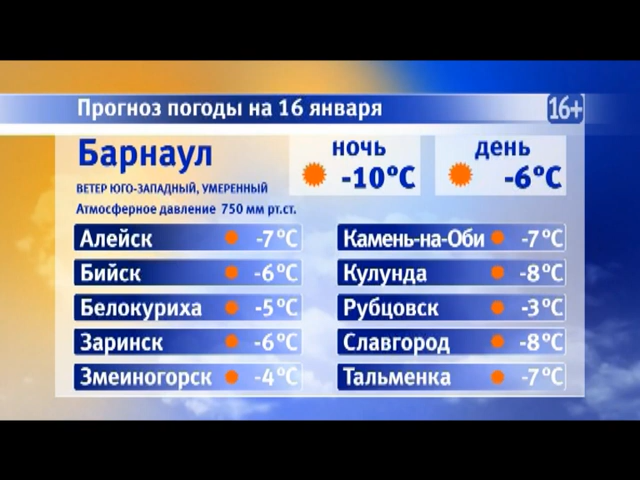 Прогноз погоды на 16 января
16+
Барнаул
ВЕТЕР ЮГО-ЗАПАДНЫЙ, УМЕРЕННЫЙ
Атмосферное давление 750 мм рт.ст.
ночь
-10°C
день
-6°C
Алейск -7°C
Бийск -6°C
Белокуриха -5°C
Заринск -6°C
Змеиногорск -4°C
Камень-на-Оби -7°C
Кулунда -8°C
Рубцовск -3°C
Славгород -8°C
Тальменка -7°C